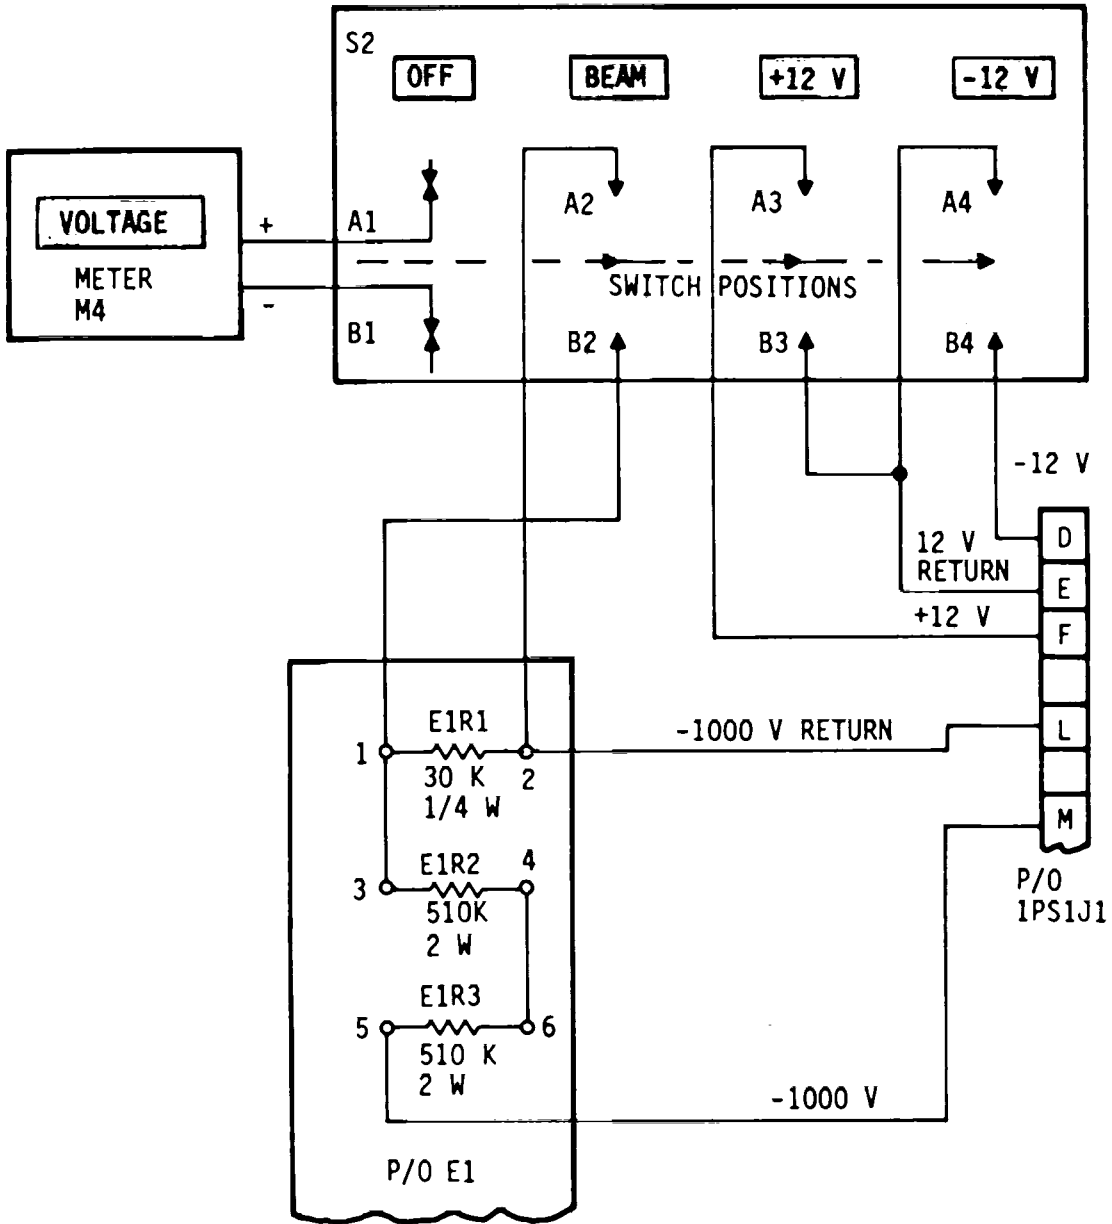 S2
OFF
BEAM
+12 V
-12 V
VOLTAGE
METER
M4
+
-
A1
A2
A3
A4
SWITCH POSITIONS
B1
B2
B3
B4
-12 V
D
12 V
RETURN
E
+12 V
F
E1R1
-1000 V RETURN
L
1
2
30 K
1/4 W
M
E1R2
4
3
510K
2 W
P/O
1PS1J1
E1R3
5
6
510 K
2 W
-1000 V
P/O E1